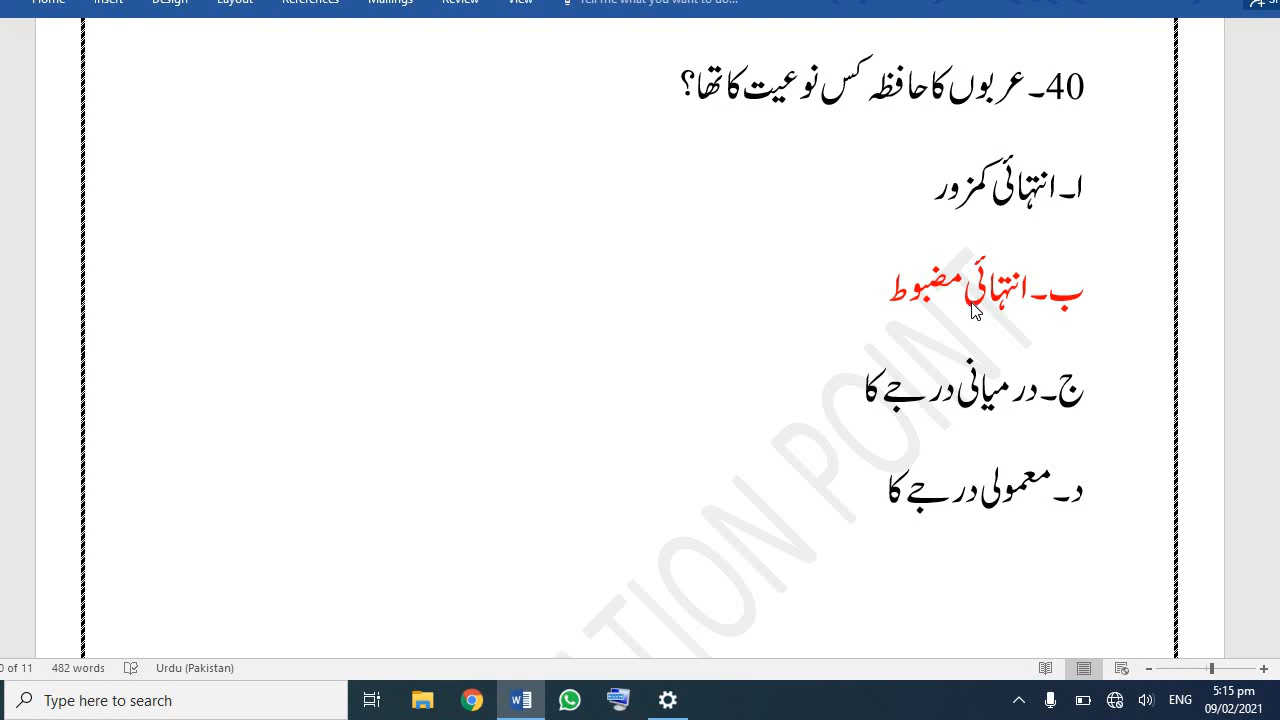 Home Insert Design Layout References Mailings Review View Tell me what you want to do...
40۔ عربوں کا حافظہ کس نوعیت کا تھا؟
ا۔ انتہائی کمزور
ب۔ انتہائی مضبوط
ج۔ درمیانی درجے کا
د۔ معمولی درجے کا
POINT
of 11 482 words Urdu (Pakistan)
Type here to search
ENG
5:15 pm
09/02/2021